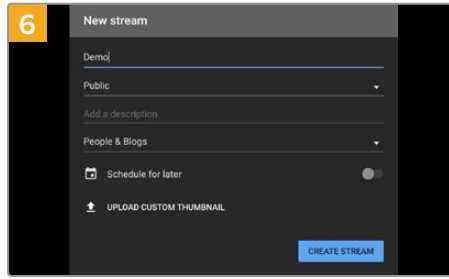 6
New stream
Demo
Public
Add a description
People & Blogs
Schedule for later
UPLOAD CUSTOM THUMBNAIL
CREATE STREAM